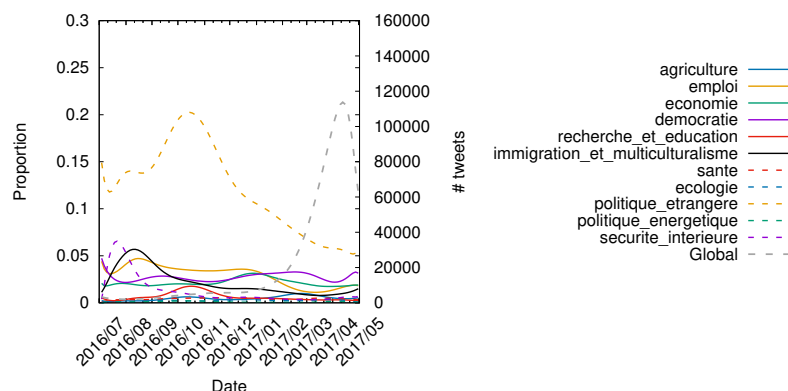 0.3
0.25
0.2
0.15
0.1
0.05
0
Proportion
160000
140000
120000
100000
80000
60000
40000
20000
0
# tweets
2016/07
2016/08
2016/09
2016/10
2016/11
2016/12
2017/01
2017/02
2017/03
2017/04
2017/05
Date
agriculture
emploi
economie
democratie
recherche_et_education
immigration_et_multiculturalisme
sante
ecologie
politique_etrangere
politique_energetique
securite_interieure
Global